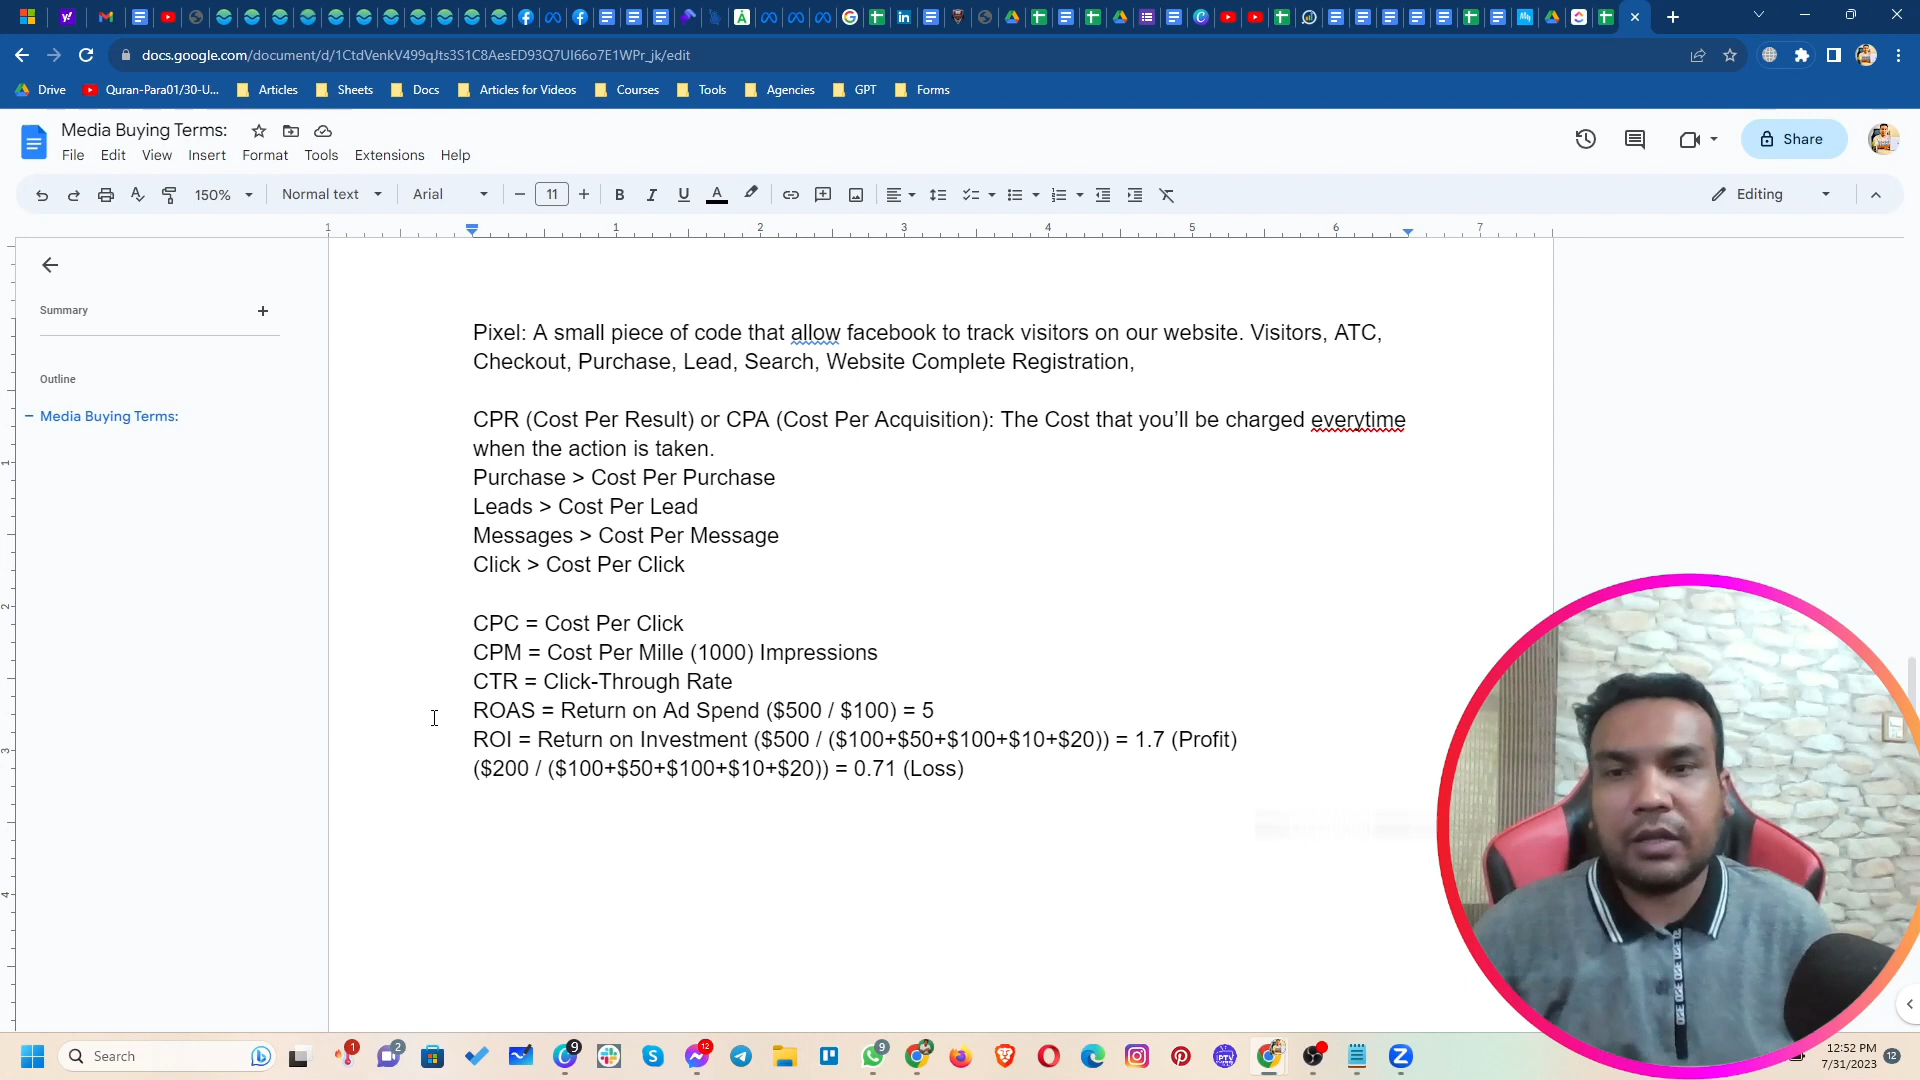 docs.google.com/document/d/1CtdVenkV499qJts3S1C8AesED93Q7UI66o7E1WPr_jk/edit
Drive
Quran-Para01/30-U...
Articles
Sheets
Docs
Articles for Videos
Courses
Tools
Agencies
GPT
Forms
Media Buying Terms:
Share
File Edit View Insert Format Tools Extensions Help
150% Normal text Arial 11 Editing
1 1 2 3 4 5 6 7
Summary
Outline
Media Buying Terms:
Pixel: A small piece of code that allow facebook to track visitors on our website. Visitors, ATC,
Checkout, Purchase, Lead, Search, Website Complete Registration,
CPR (Cost Per Result) or CPA (Cost Per Acquisition): The Cost that you'll be charged everytime
when the action is taken.
Purchase > Cost Per Purchase
Leads > Cost Per Lead
Messages > Cost Per Message
Click > Cost Per Click
CPC = Cost Per Click
CPM = Cost Per Mille (1000) Impressions
CTR = Click-Through Rate
ROAS = Return on Ad Spend ($500 / $100) = 5
ROI = Return on Investment ($500 / ($100+$50+$100+$10+$20)) = 1.7 (Profit)
($200 / ($100+$50+$100+$10+$20)) = 0.71 (Loss)
Search
12:52 PM
7/31/2023